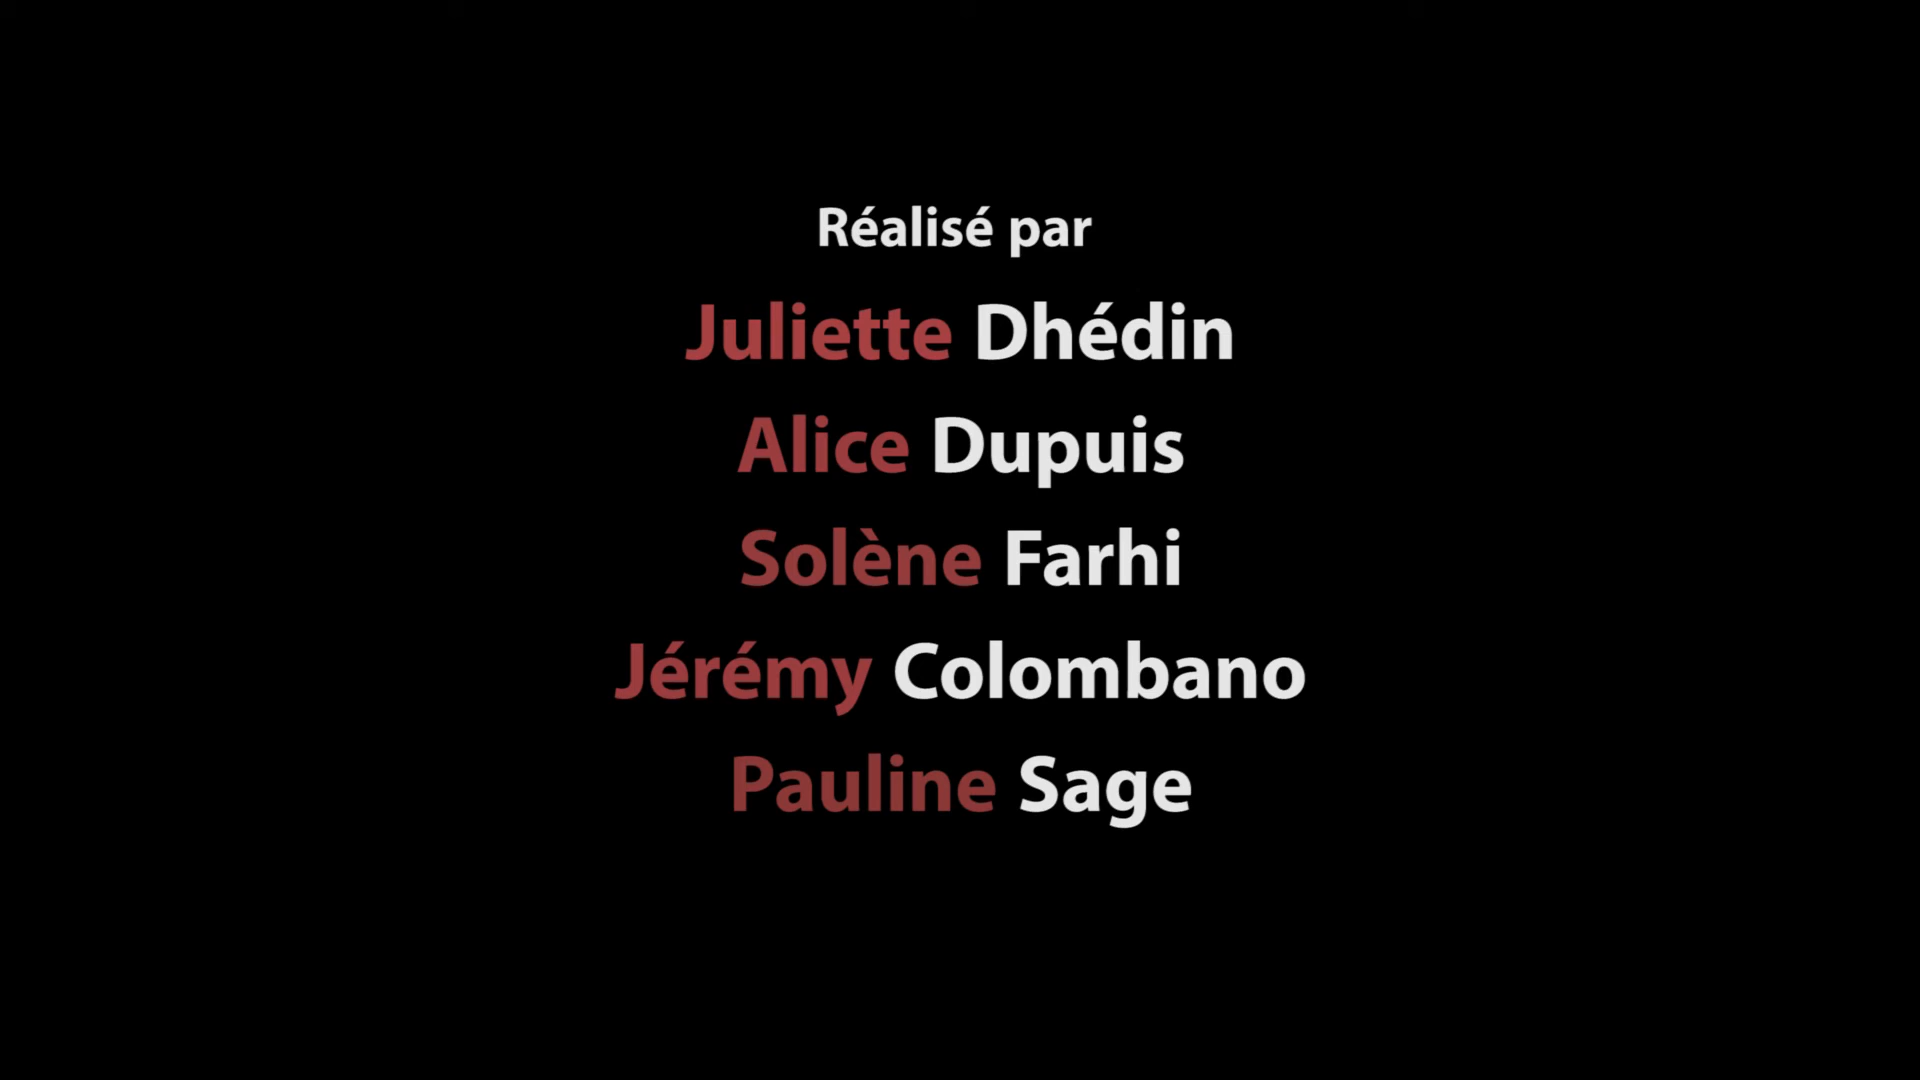 Réalisé par
Juliette Dhédin
Alice Dupuis
Solène Farhi
Jérémy Colombano
Pauline Sage